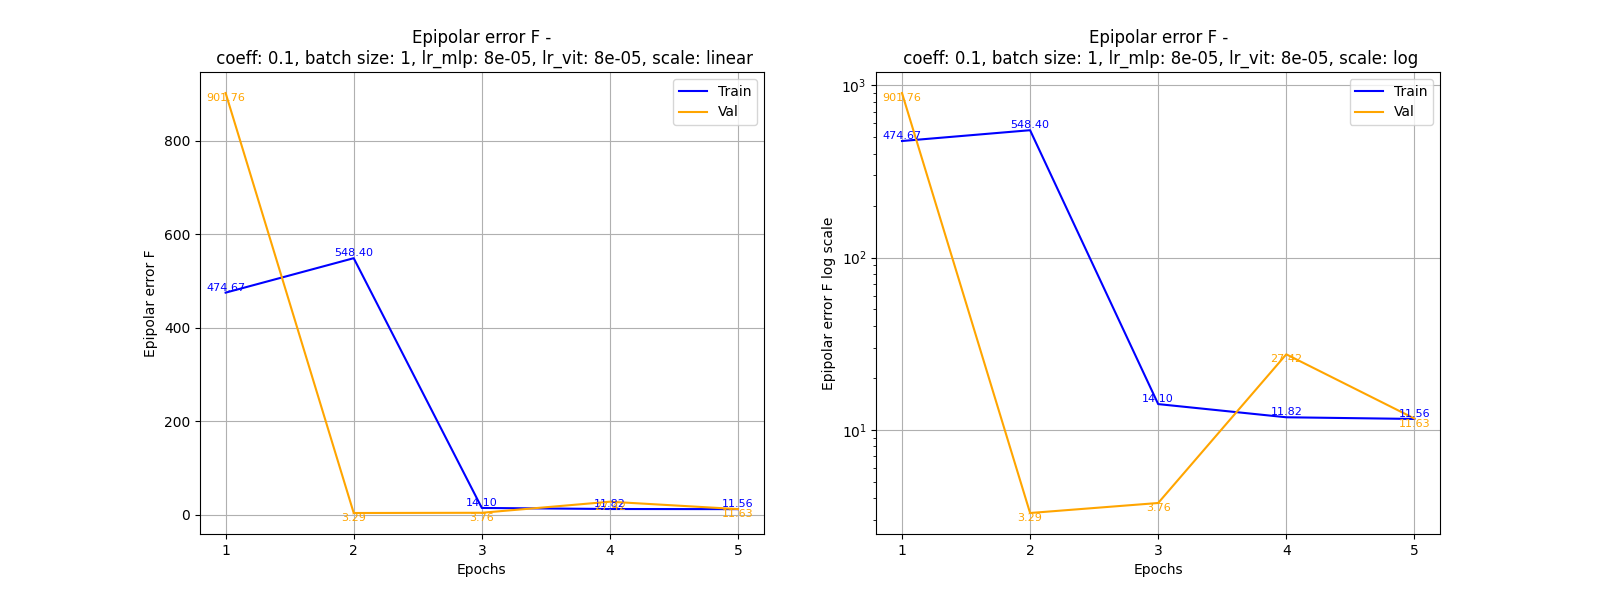 Epipolar error F -
coeff: 0.1, batch size: 1, lr_mlp: 8e-05, lr_vit: 8e-05, scale: linear
Train
Val
901.76
474.67
548.40
3.29
14.10
3.76
11.82
27.42
11.56
11.63
800
600
400
200
0
Epipolar error F
1 2 3 4 5
Epochs
Epipolar error F -
coeff: 0.1, batch size: 1, lr_mlp: 8e-05, lr_vit: 8e-05, scale: log
Train
Val
901.76
474.67
548.40
3.29
14.10
3.76
11.82
27.42
11.56
11.63
10³
10²
10¹
Epipolar error F log scale
1 2 3 4 5
Epochs